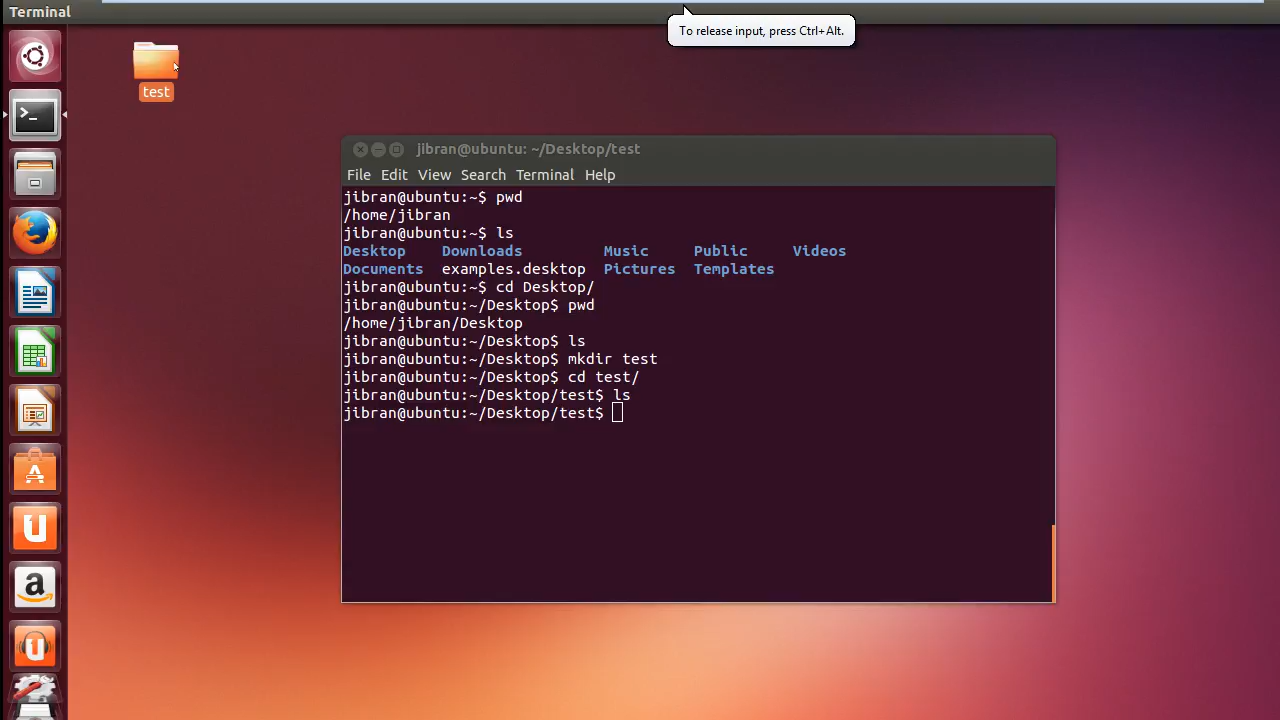 Terminal
To release input, press Ctrl+Alt.
test
jibran@ubuntu: ~/Desktop/test
File Edit View Search Terminal Help
jibran@ubuntu:~$ pwd
/home/jibran
jibran@ubuntu:~$ ls
Desktop Downloads Music Public Videos
Documents examples.desktop Pictures Templates
jibran@ubuntu:~$ cd Desktop/
jibran@ubuntu:~/Desktop$ pwd
/home/jibran/Desktop
jibran@ubuntu:~/Desktop$ ls
jibran@ubuntu:~/Desktop$ mkdir test
jibran@ubuntu:~/Desktop$ cd test/
jibran@ubuntu:~/Desktop/test$ ls
jibran@ubuntu:~/Desktop/test$